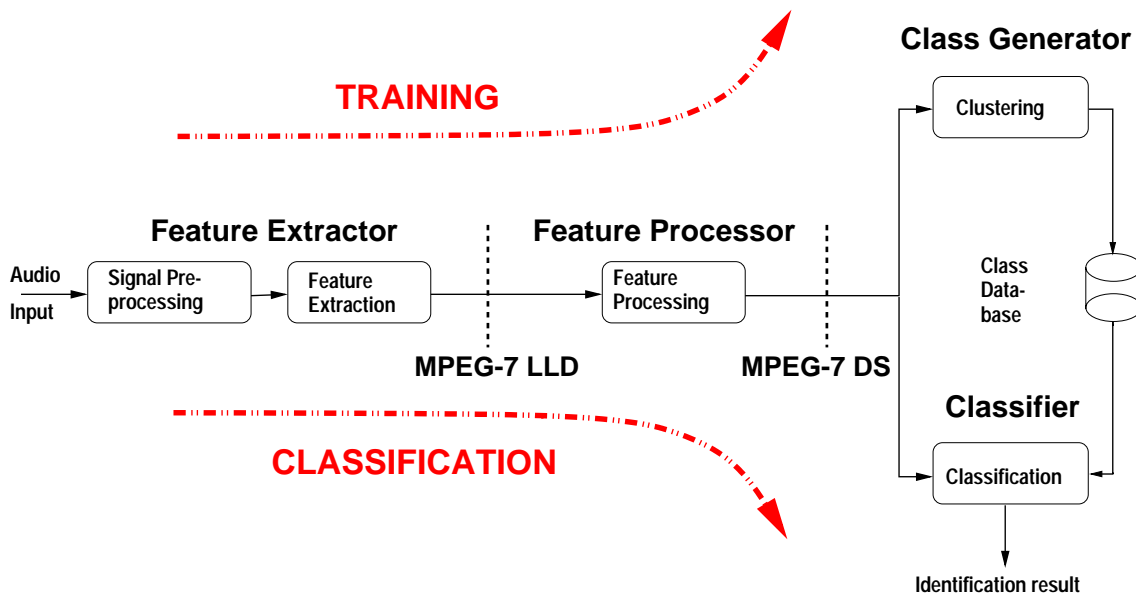 Class Generator
TRAINING
Clustering
Feature Extractor
Feature Processor
Audio
Input
Signal Pre-
processing
Feature
Extraction
Feature
Processing
Class
Data-
base
MPEG-7 LLD
MPEG-7 DS
Classifier
CLASSIFICATION
Classification
Identification result